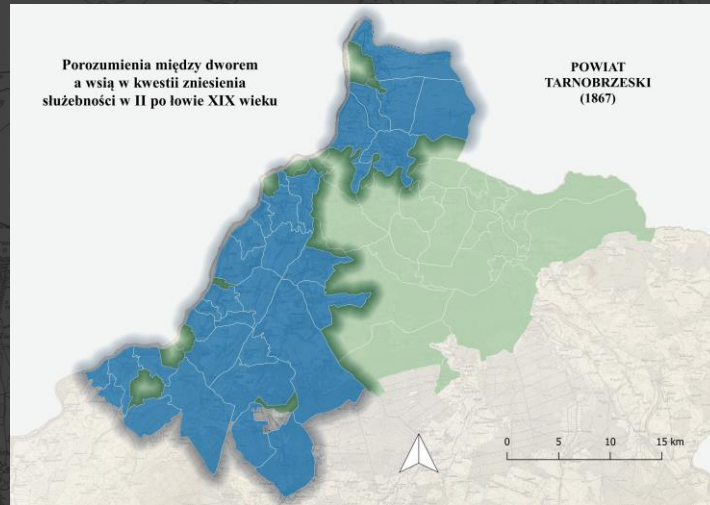 Porozumienia między dworem
a wsią w kwestii zniesienia
służebności w II po łowie XIX wieku
POWIAT
TARNOBRZESKI
(1867)
0 5 10 15 km